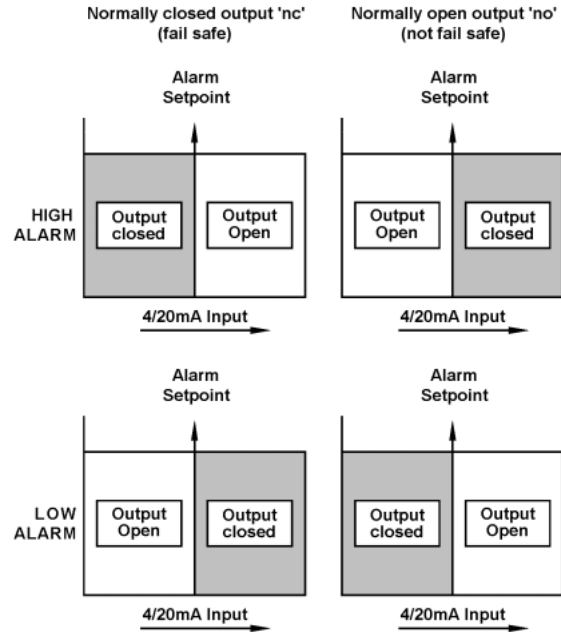 Normally closed output 'nc'
(fail safe)
Normally open output 'no'
(not fail safe)
Alarm
Setpoint
Alarm
Setpoint
HIGH
ALARM
Output
closed
Output
Open
Output
Open
Output
closed
4/20mA Input
4/20mA Input
Alarm
Setpoint
Alarm
Setpoint
LOW
ALARM
Output
Open
Output
closed
Output
closed
Output
Open
4/20mA Input
4/20mA Input